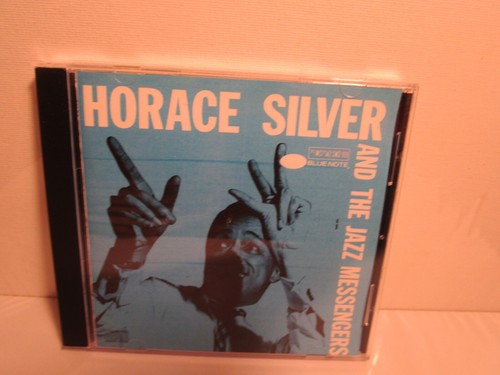 HORACE SILVER
AND THE JAZZ MESSENGERS
BLUE NOTE